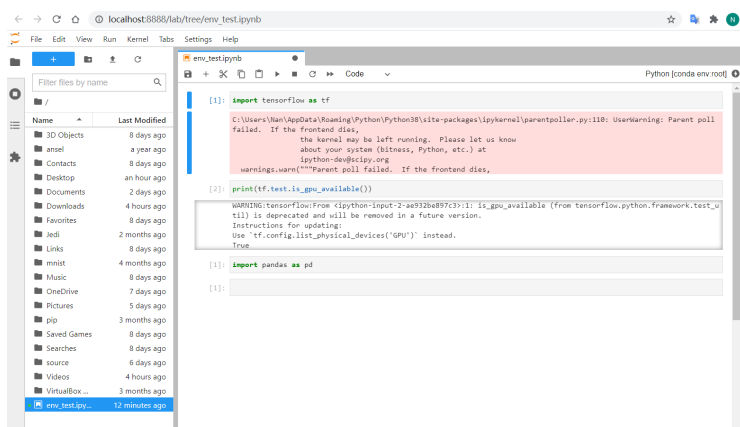 localhost:8888/lab/tree/env_test.ipynb
N
File Edit View Run Kernel Tabs Settings Help
env_test.ipynb
Code
Python [conda env:root]
Filter files by name
/
Name Last Modified
3D Objects 8 days ago
ansel a year ago
Contacts 8 days ago
Desktop an hour ago
Documents 2 days ago
Downloads 4 hours ago
Favorites 8 days ago
Jedi 2 months ago
Links 8 days ago
mnist 4 months ago
Music 8 days ago
OneDrive 7 days ago
Pictures 5 days ago
pip 3 months ago
Saved Games 8 days ago
Searches 8 days ago
source 6 days ago
Videos 4 hours ago
VirtualBox ... 3 months ago
env_test.ipy... 12 minutes ago
[1]: import tensorflow as tf
C:\Users\Nan\AppData\Roaming\Python\Python38\site-packages\ipykernel\parentpoller.py:110: UserWarning: Parent poll
failed. If the frontend dies,
the kernel may be left running. Please let us know
about your system (bitness, Python, etc.) at
ipython-dev@scipy.org
warnings.warn("""Parent poll failed. If the frontend dies,
[2]: print(tf.test.is_gpu_available())
WARNING:tensorflow:From <ipython-input-2-ae932be897c3>:1: is_gpu_available (from tensorflow.python.framework.test_u
til) is deprecated and will be removed in a future version.
Instructions for updating:
Use `tf.config.list_physical_devices('GPU')` instead.
True
[1]: import pandas as pd
[1]: